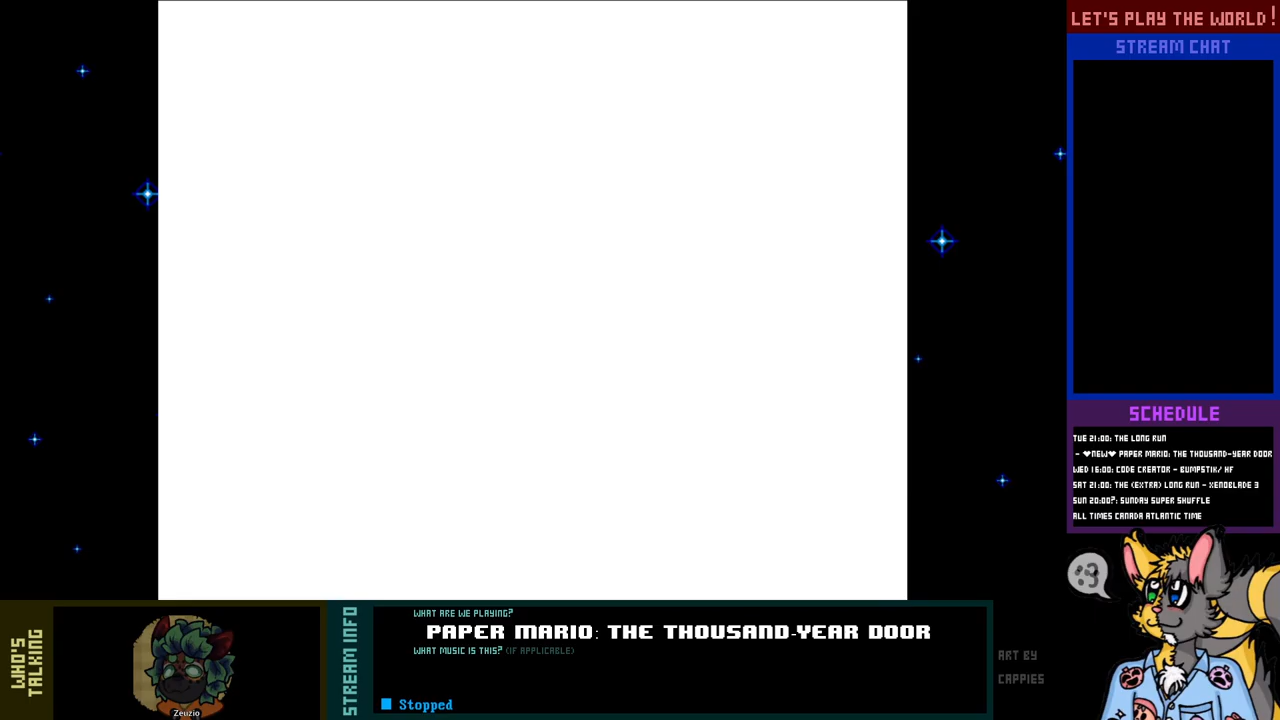 LET'S PLAY THE WORLD!
STREAM CHAT
SCHEDULE
TUE 21:00: THE LONG RUN
- ❤NEW❤ PAPER MARIO: THE THOUSAND-YEAR DOOR
WED 16:00: CODE CREATOR - BUMPSTIK/ HF
SAT 21:00: THE (EXTRA) LONG RUN - XENOBLADE 3
SUN 20:00?: SUNDAY SUPER SHUFFLE
ALL TIMES CANADA ATLANTIC TIME
:3
WHO'S
TALKING
Zeuzio
STREAM INFO
WHAT ARE WE PLAYING?
PAPER MARIO: THE THOUSAND-YEAR DOOR
WHAT MUSIC IS THIS? (IF APPLICABLE)
Stopped
ART BY
CAPPIES